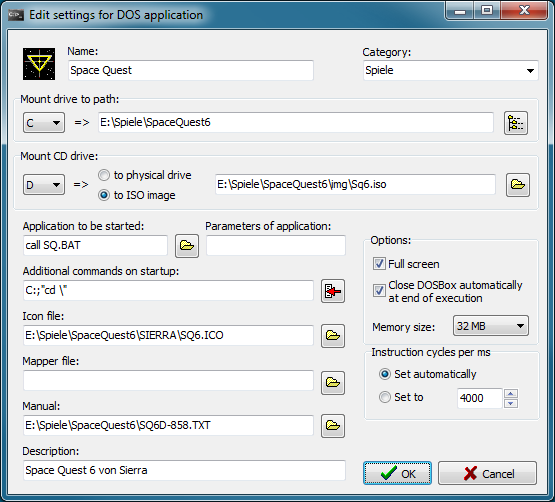 Edit settings for DOS application
Name:
Category:
Space Quest
Spiele
Mount drive to path:
C
=>
E:\Spiele\SpaceQuest6
Mount CD drive:
D
=>
to physical drive
to ISO image
E:\Spiele\SpaceQuest6\img\Sq6.iso
Application to be started:
Parameters of application:
call SQ.BAT
Additional commands on startup:
C:;"cd \"
Icon file:
E:\Spiele\SpaceQuest6\SIERRA\SQ6.ICO
Mapper file:
Manual:
E:\Spiele\SpaceQuest6\SQ6D-858.TXT
Description:
Space Quest 6 von Sierra
Options:
Full screen
Close DOSBox automatically
at end of execution
Memory size:
32 MB
Instruction cycles per ms
Set automatically
Set to
4000
OK
Cancel